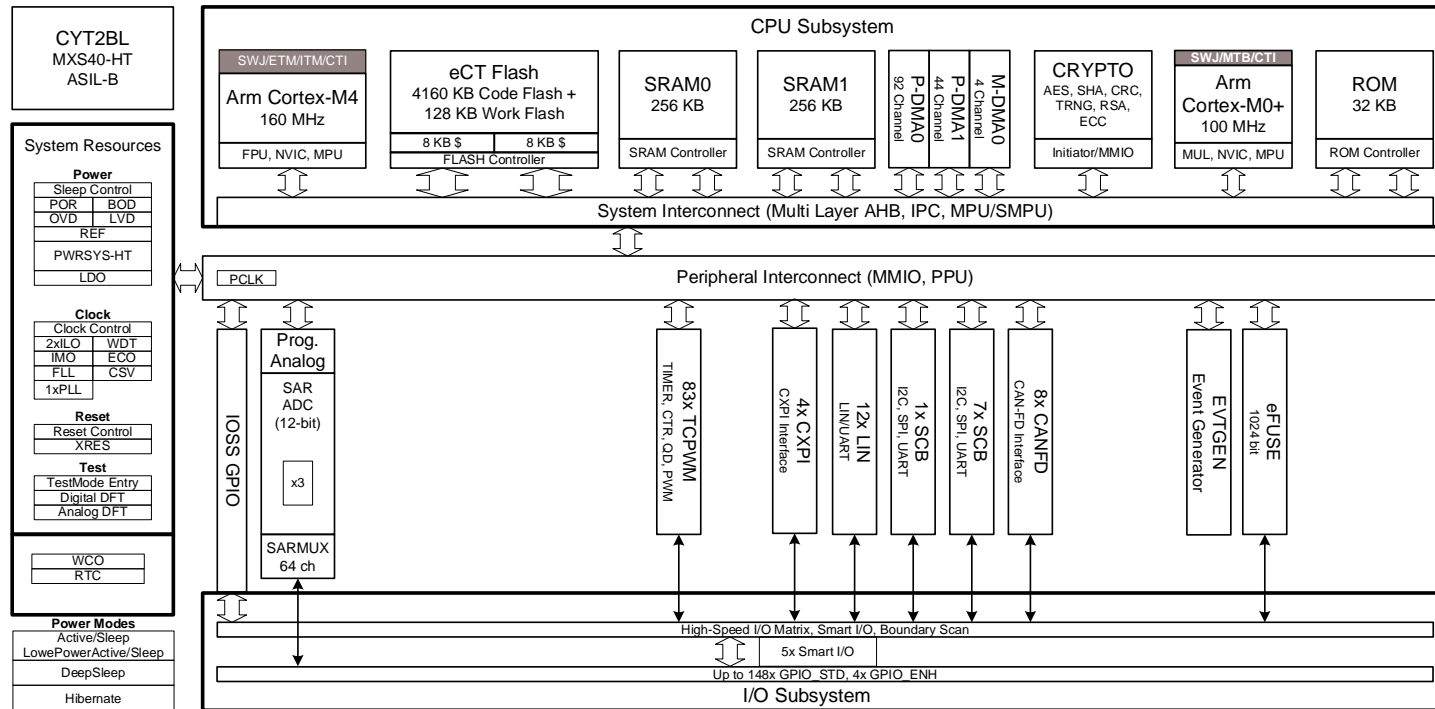 CYT2BL
MXS40-HT
ASIL-B
System Resources
Power
Sleep Control
POR BOD
OVD LVD
REF
PWRSYS-HT
LDO
Clock
Clock Control
2xILO WDT
IMO ECO
FLL CSV
1xPLL
Reset
Reset Control
XRES
Test
TestMode Entry
Digital DFT
Analog DFT
WCO
RTC
Power Modes
Active/Sleep
LowePowerActive/Sleep
DeepSleep
Hibernate
CPU Subsystem
SWJ/ETM/ITM/CTI
Arm Cortex-M4
160 MHz
FPU, NVIC, MPU
eCT Flash
4160 KB Code Flash +
128 KB Work Flash
8 KB $ 8 KB $
FLASH Controller
SRAM0
256 KB
SRAM Controller
SRAM1
256 KB
SRAM Controller
P-DMA0
92 Channel
P-DMA1
44 Channel
M-DMA0
4 Channel
CRYPTO
AES, SHA, CRC,
TRNG, RSA,
ECC
Initiator/MMIO
SWJ/MTB/CTI
Arm
Cortex-M0+
100 MHz
MUL, NVIC, MPU
ROM
32 KB
ROM Controller
System Interconnect (Multi Layer AHB, IPC, MPU/SMPU)
PCLK
Peripheral Interconnect (MMIO, PPU)
IOSS GPIO
Prog.
Analog
SAR
ADC
(12-bit)
x3
SARMUX
64 ch
83x TCPWM
TIMER, CTR, QD, PWM
4x CXPI
CXPI Interface
12x LIN
LIN/UART
1x SCB
I2C, SPI, UART
7x SCB
I2C, SPI, UART
8x CANFD
CAN-FD Interface
EVTGEN
Event Generator
eFUSE
1024 bit
High-Speed I/O Matrix, Smart I/O, Boundary Scan
5x Smart I/O
Up to 148x GPIO_STD, 4x GPIO_ENH
I/O Subsystem